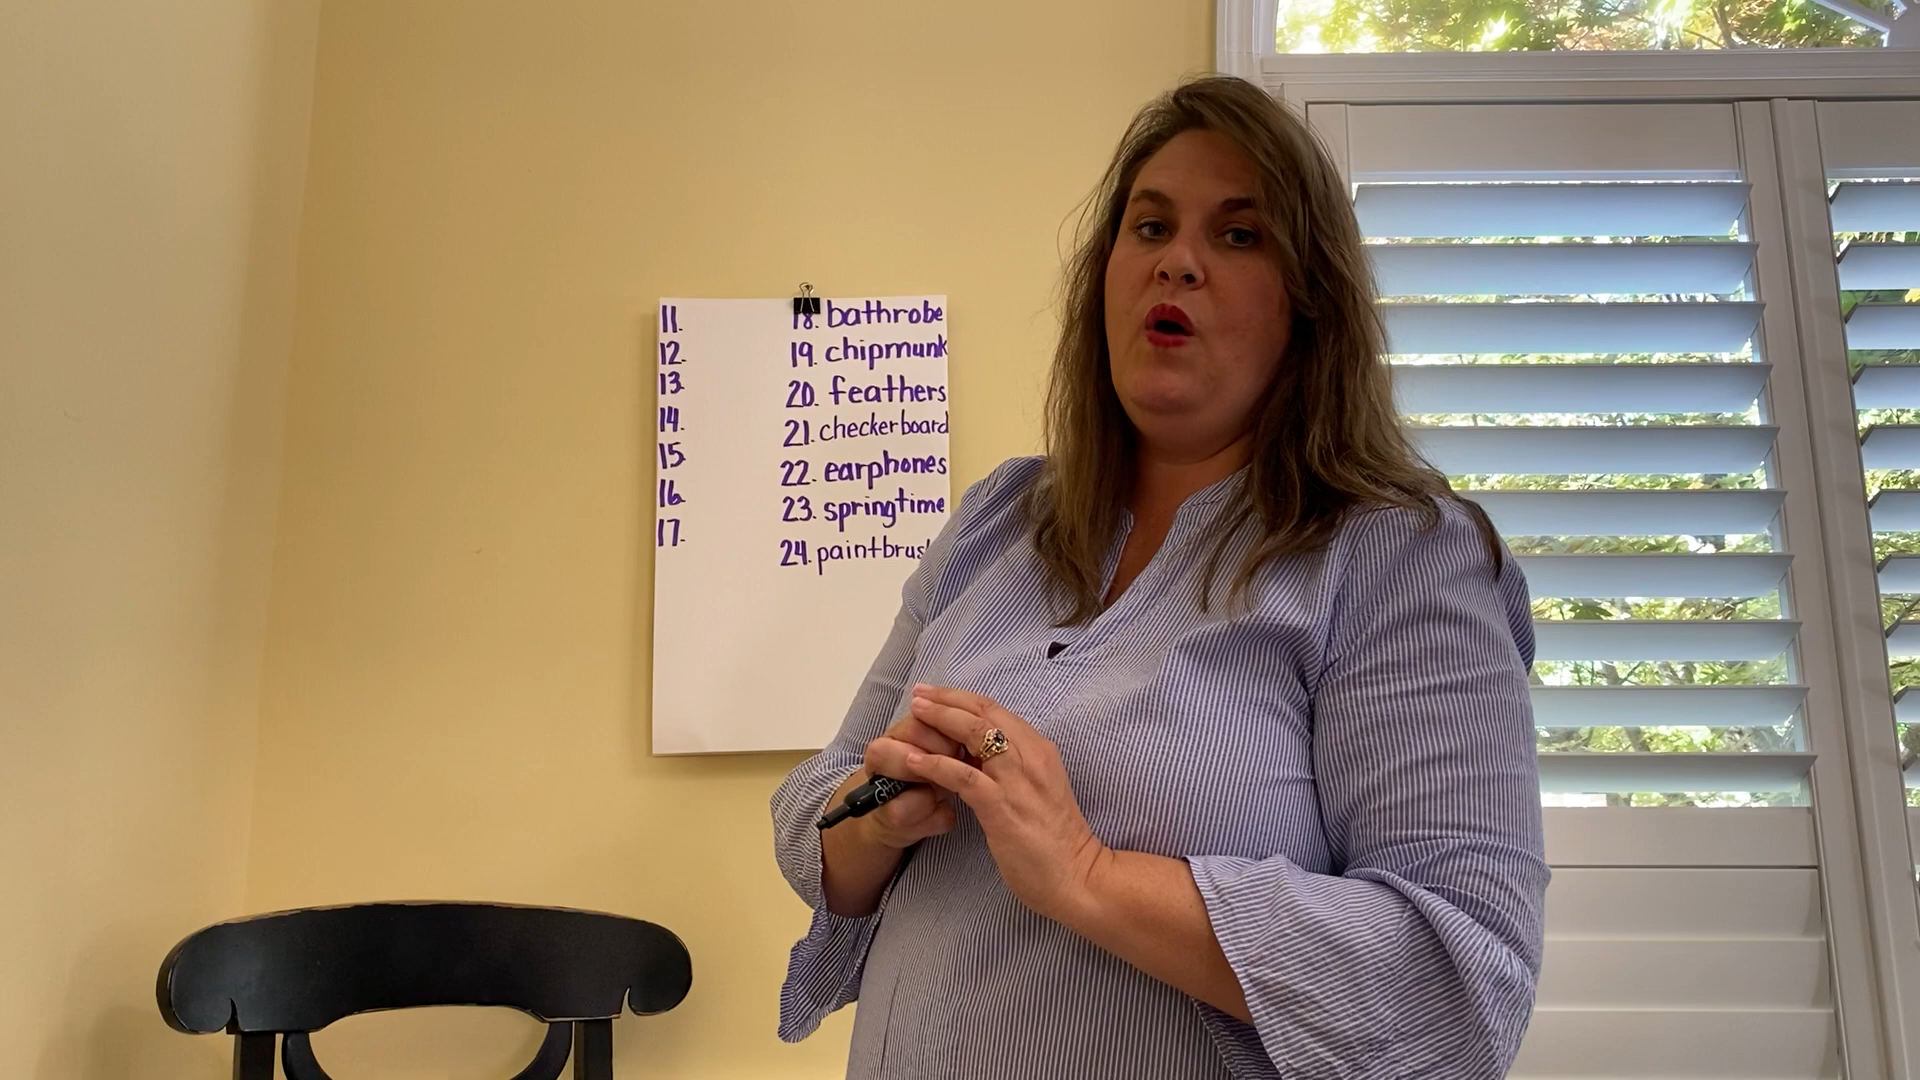 11.
12.
13.
14.
15.
16.
17.
18. bathrobe
19. chipmunk
20. feathers
21. checkerboard
22. earphones
23. springtime
24. paintbrus